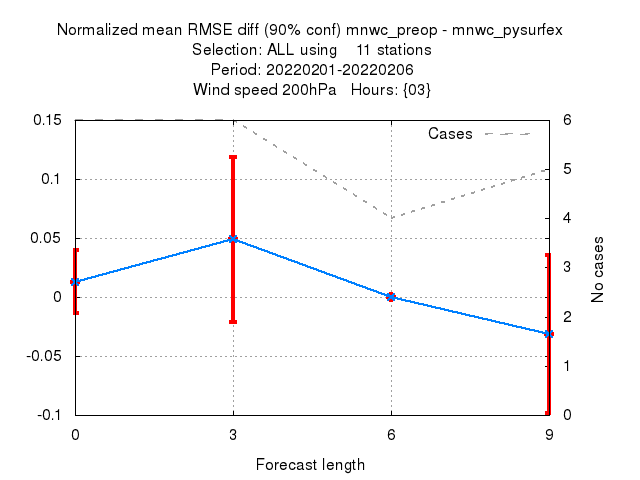 Normalized mean RMSE diff (90% conf) mnwc_preop - mnwc_pysurfex
Selection: ALL using    11 stations
Period: 20220201-20220206
Wind speed 200hPa   Hours: {03}
0.15
0.1
0.05
0
-0.05
-0.1
Cases
6
5
4
3
2
1
0
No cases
0 3 6 9
Forecast length